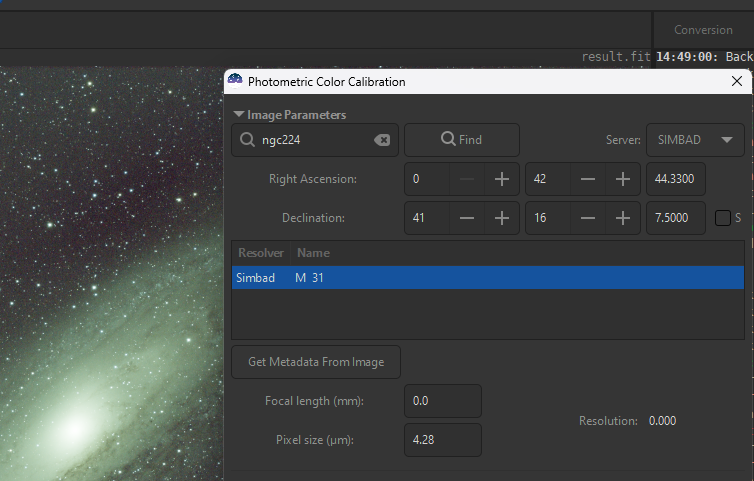 Conversion
result.fit 14:49:00: Back
Photometric Color Calibration
Image Parameters
ngc224 Find Server: SIMBAD
Right Ascension: 0 42 44.3300
Declination: 41 16 7.5000 S
Resolver Name
Simbad M 31
Get Metadata From Image
Focal length (mm): 0.0
Resolution: 0.000
Pixel size (µm): 4.28